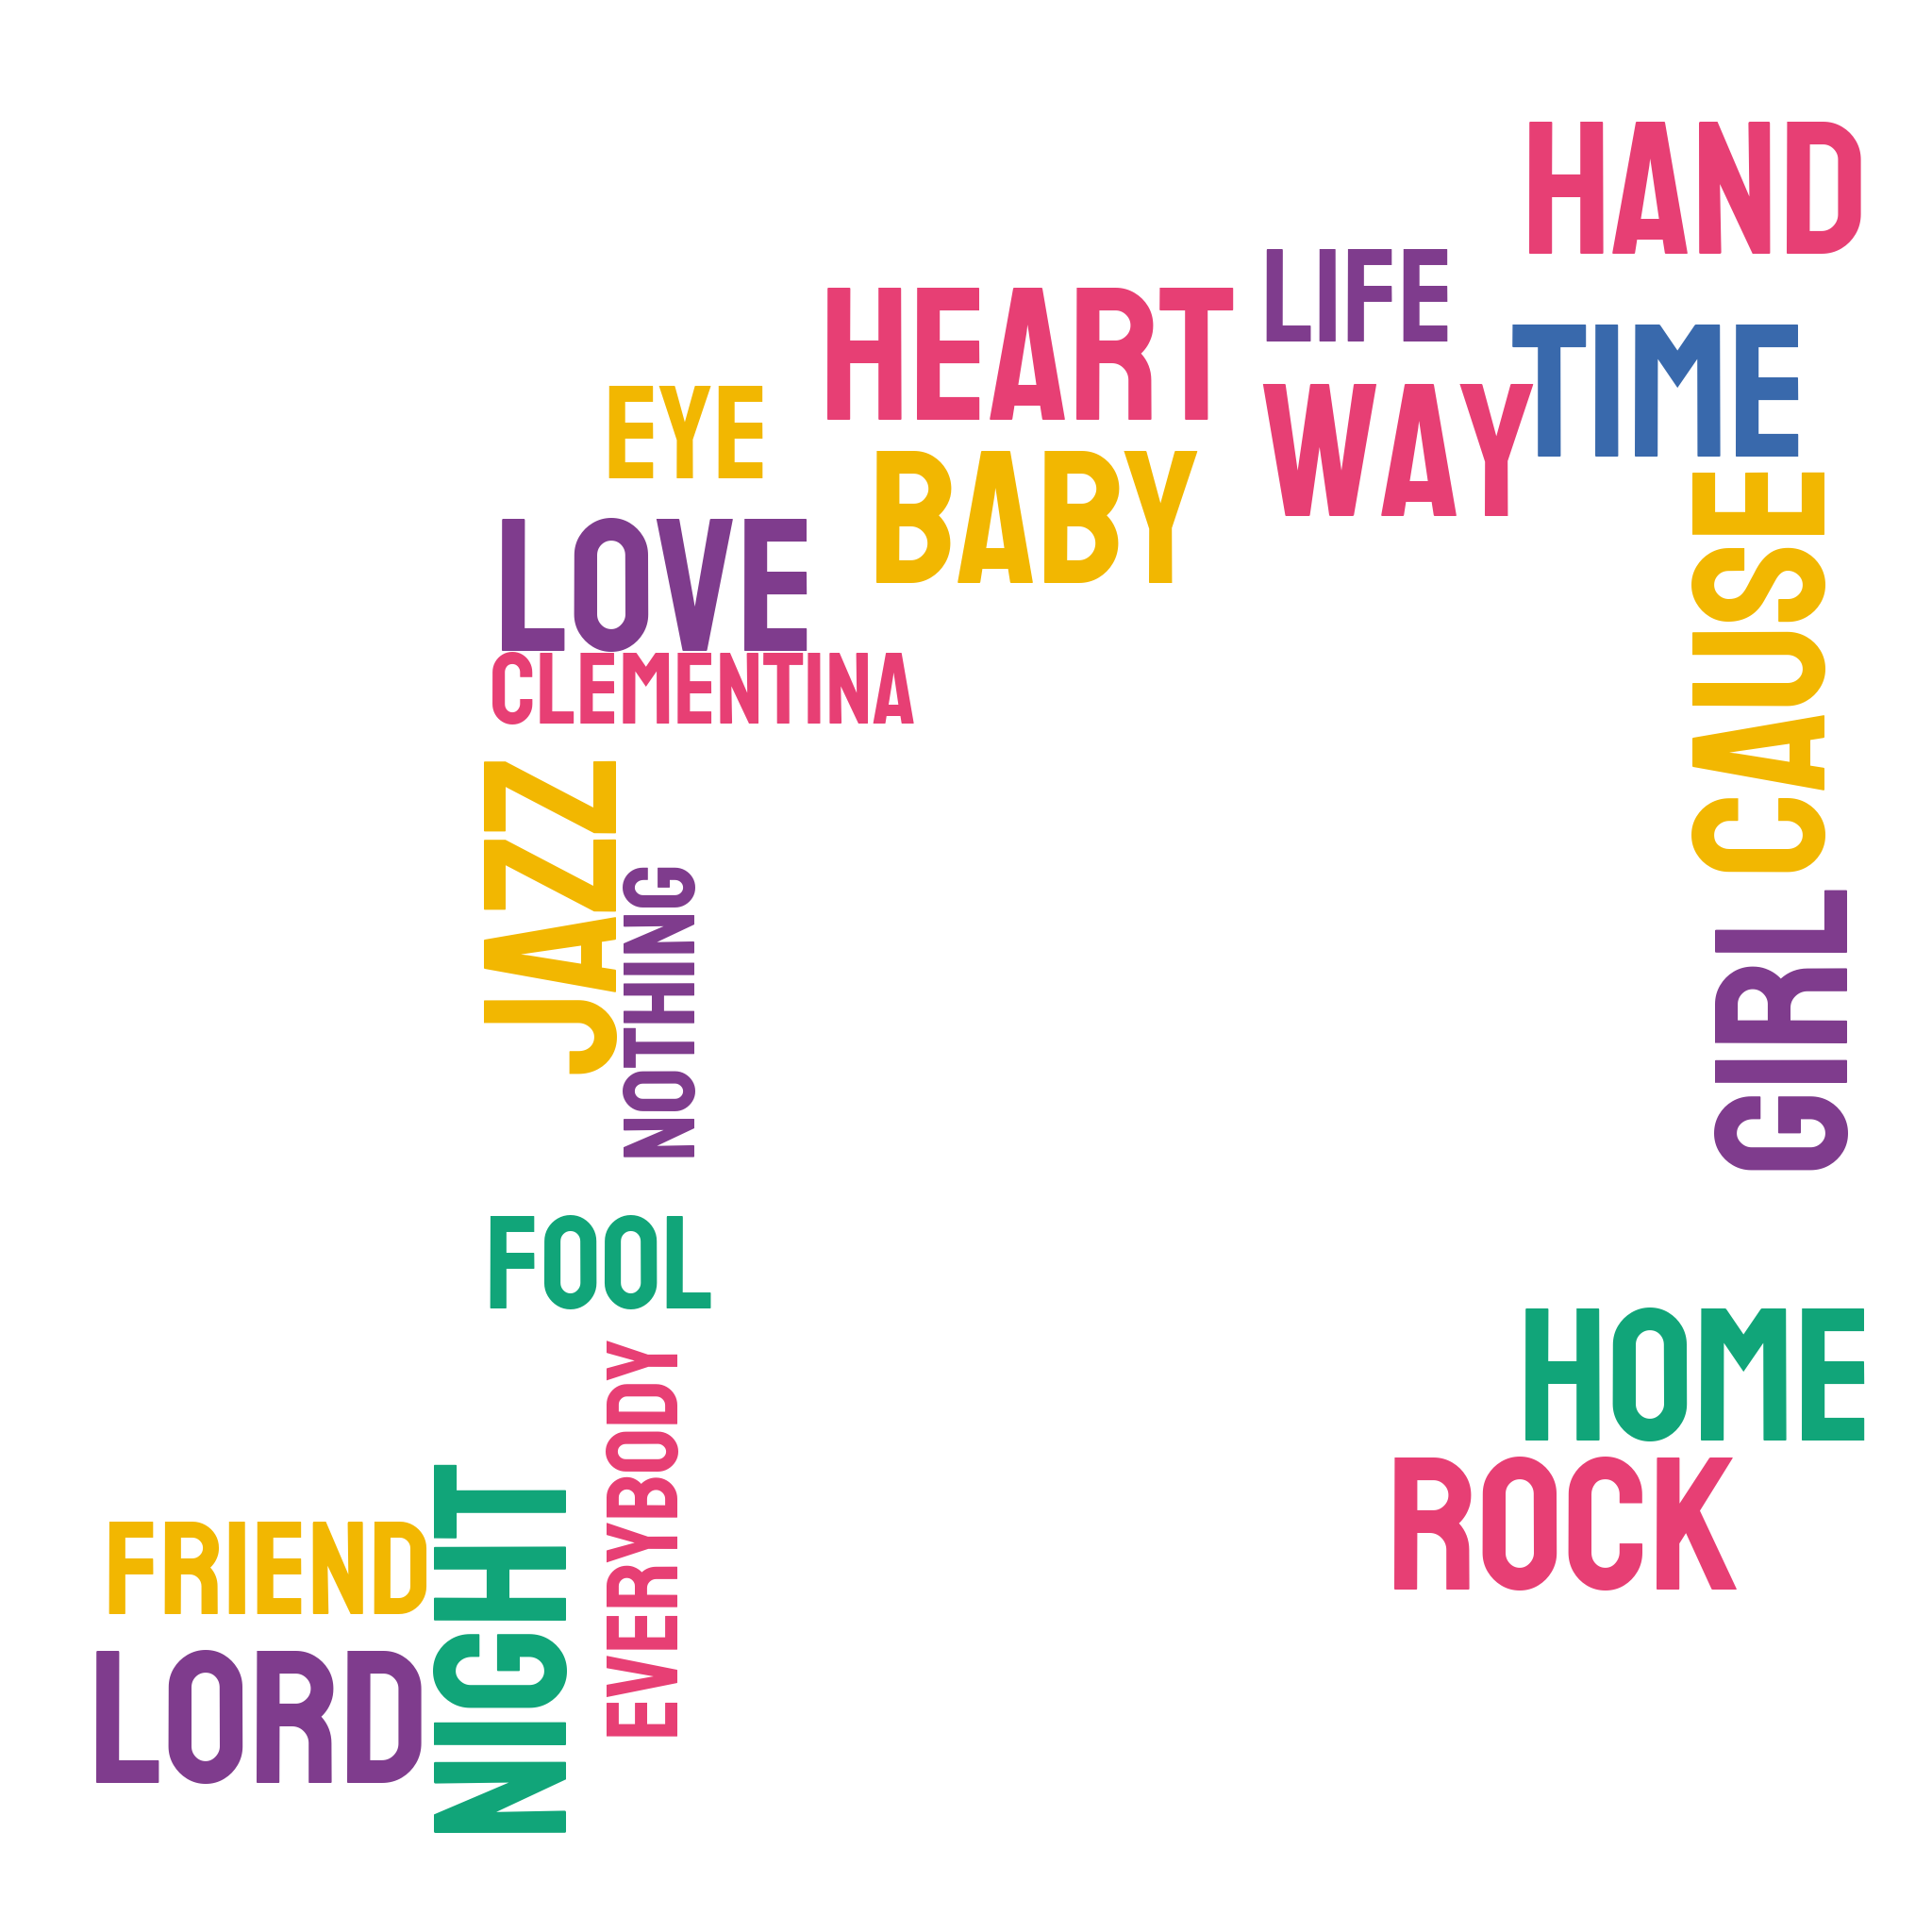 HAND
LIFE
HEART
TIME
EYE
WAY
BABY
CAUSE
LOVE
CLEMENTINA
JAZZ
NOTHING
GIRL
FOOL
HOME
EVERYBODY
ROCK
NIGHT
FRIEND
LORD